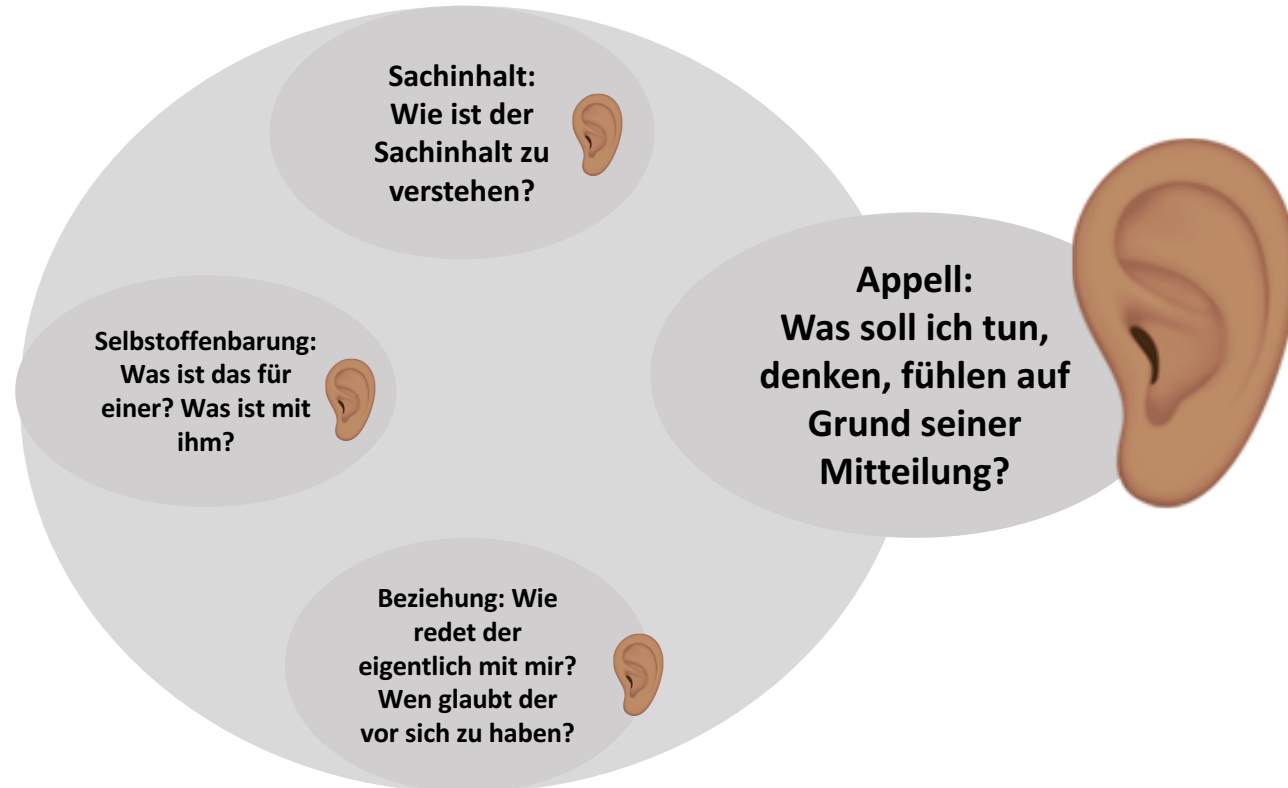 Sachinhalt:
Wie ist der
Sachinhalt zu
verstehen?
Appell:
Was soll ich tun,
denken, fühlen auf
Grund seiner
Mitteilung?
Selbstoffenbarung:
Was ist das für
einer? Was ist mit
ihm?
Beziehung: Wie
redet der
eigentlich mit mir?
Wen glaubt der
vor sich zu haben?